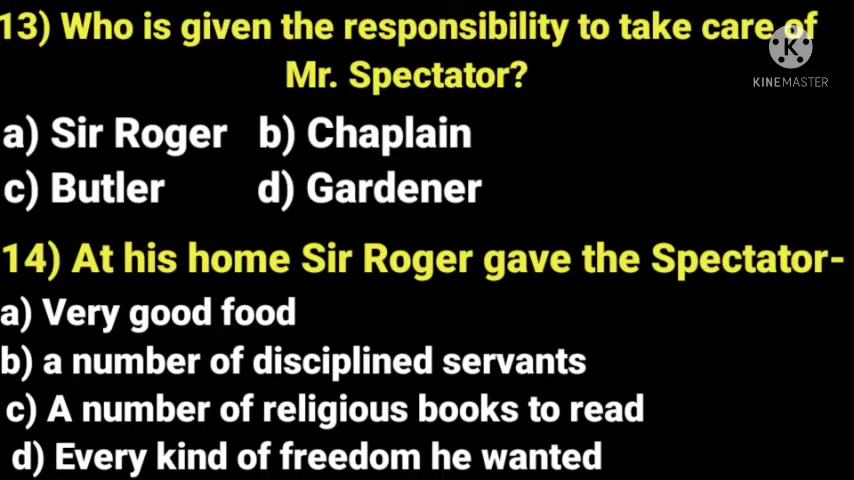 13) Who is given the responsibility to take care of
Mr. Spectator?
KINEMASTER
a) Sir Roger b) Chaplain
c) Butler d) Gardener
14) At his home Sir Roger gave the Spectator-
a) Very good food
b) a number of disciplined servants
c) A number of religious books to read
d) Every kind of freedom he wanted